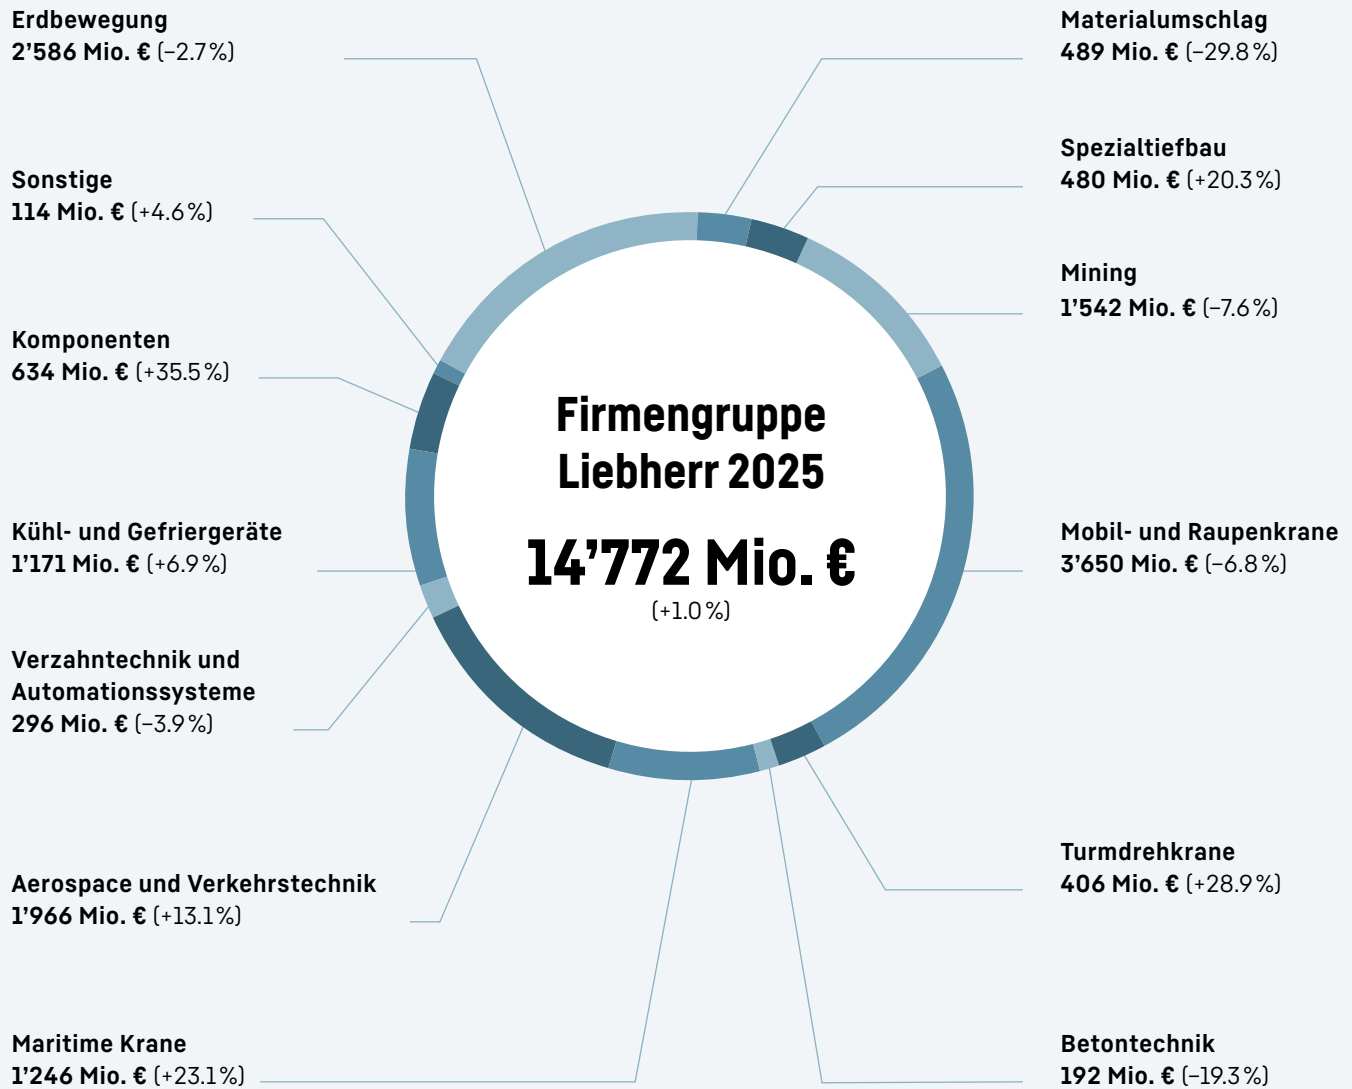 Erdbewegung
2’586 Mio. € (–2.7 %)
Sonstige
114 Mio. € (+4.6 %)
Komponenten
634 Mio. € (+35.5 %)
Kühl- und Gefriergeräte
1’171 Mio. € (+6.9 %)
Verzahntechnik und
Automationssysteme
296 Mio. € (–3.9 %)
Aerospace und Verkehrstechnik
1’966 Mio. € (+13.1 %)
Maritime Krane
1’246 Mio. € (+23.1 %)
Firmengruppe
Liebherr 2025
14’772 Mio. €
(+1.0 %)
Materialumschlag
489 Mio. € (–29.8 %)
Spezialtiefbau
480 Mio. € (+20.3 %)
Mining
1’542 Mio. € (–7.6 %)
Mobil- und Raupenkrane
3’650 Mio. € (–6.8 %)
Turmdrehkrane
406 Mio. € (+28.9 %)
Betontechnik
192 Mio. € (–19.3 %)